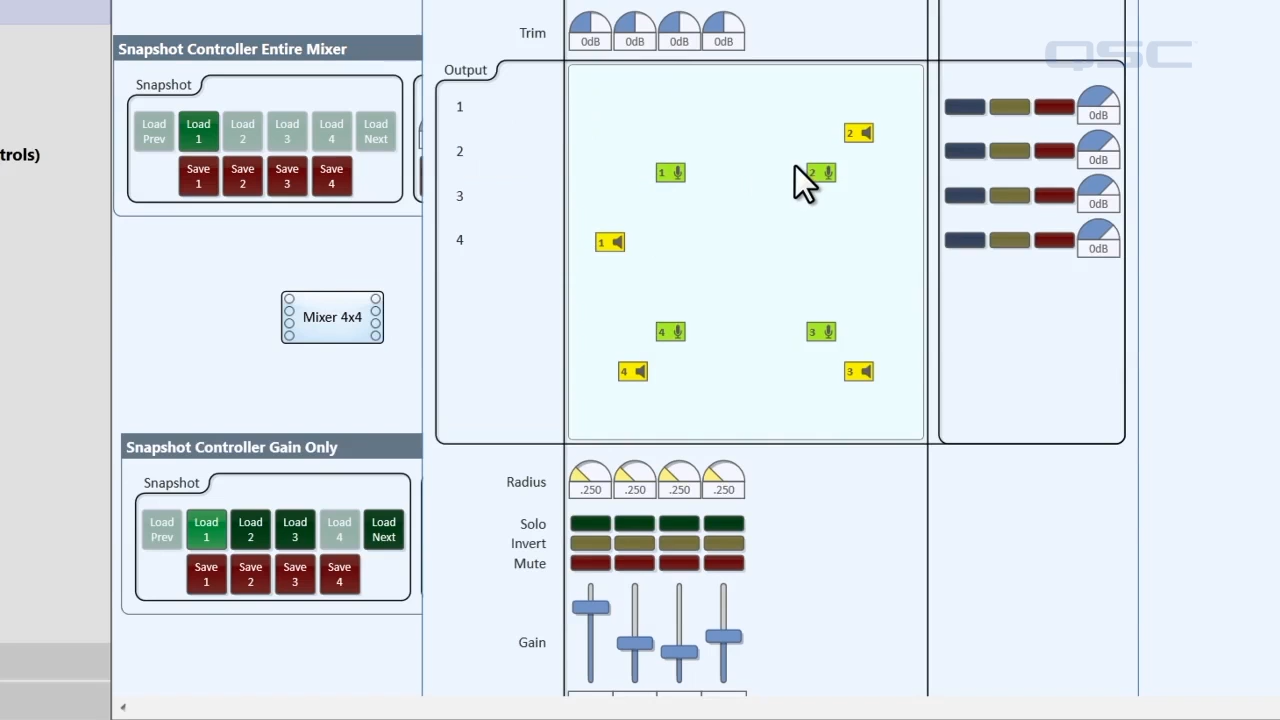 QSC
trols)
Snapshot Controller Entire Mixer
Snapshot
Load Prev
Load 1
Load 2
Load 3
Load 4
Load Next
Save 1
Save 2
Save 3
Save 4
Mixer 4x4
Snapshot Controller Gain Only
Snapshot
Load Prev
Load 1
Load 2
Load 3
Load 4
Load Next
Save 1
Save 2
Save 3
Save 4
Trim
0dB 0dB 0dB 0dB
Output
1
2
3
4
2
1
2
1
4
3
4
3
0dB
0dB
0dB
0dB
Radius
.250 .250 .250 .250
Solo
Invert
Mute
Gain